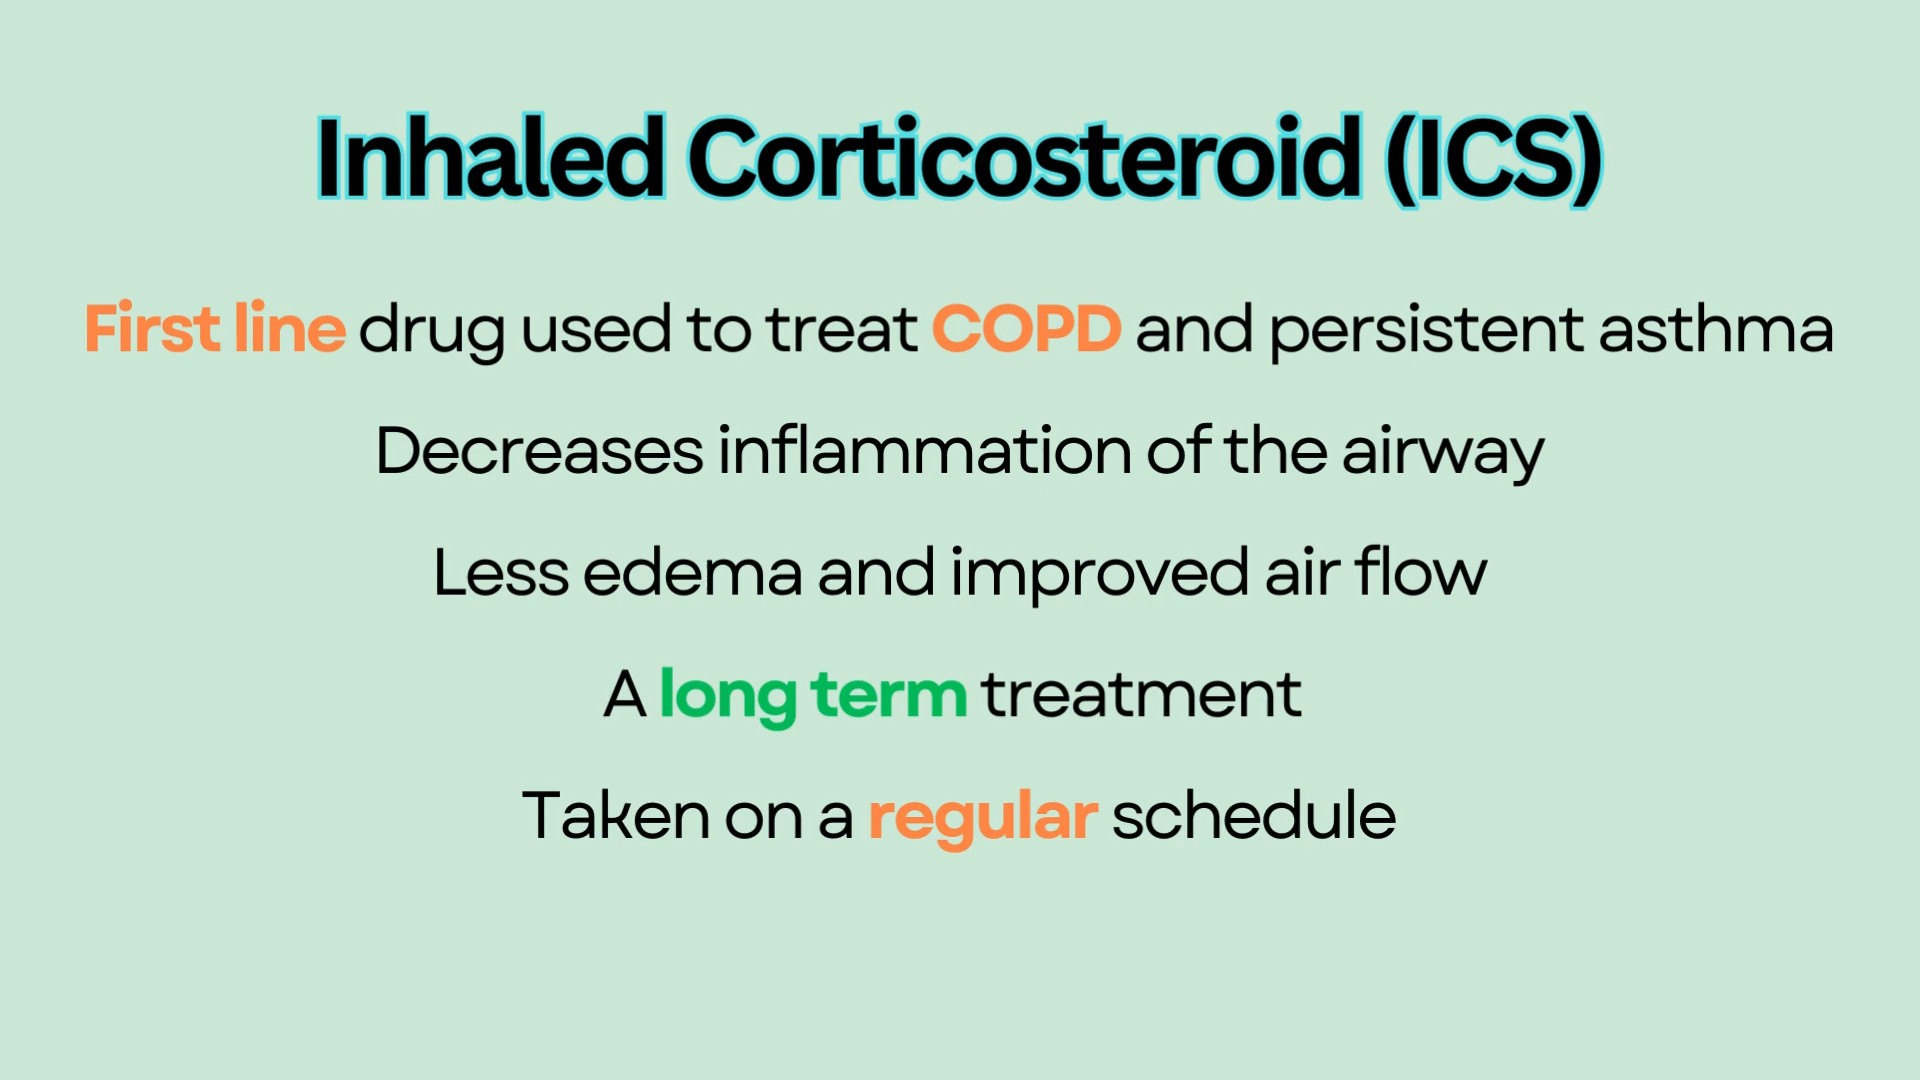 Inhaled Corticosteroid (ICS)
First line drug used to treat COPD and persistent asthma
Decreases inflammation of the airway
Less edema and improved air flow
A long term treatment
Taken on a regular schedule